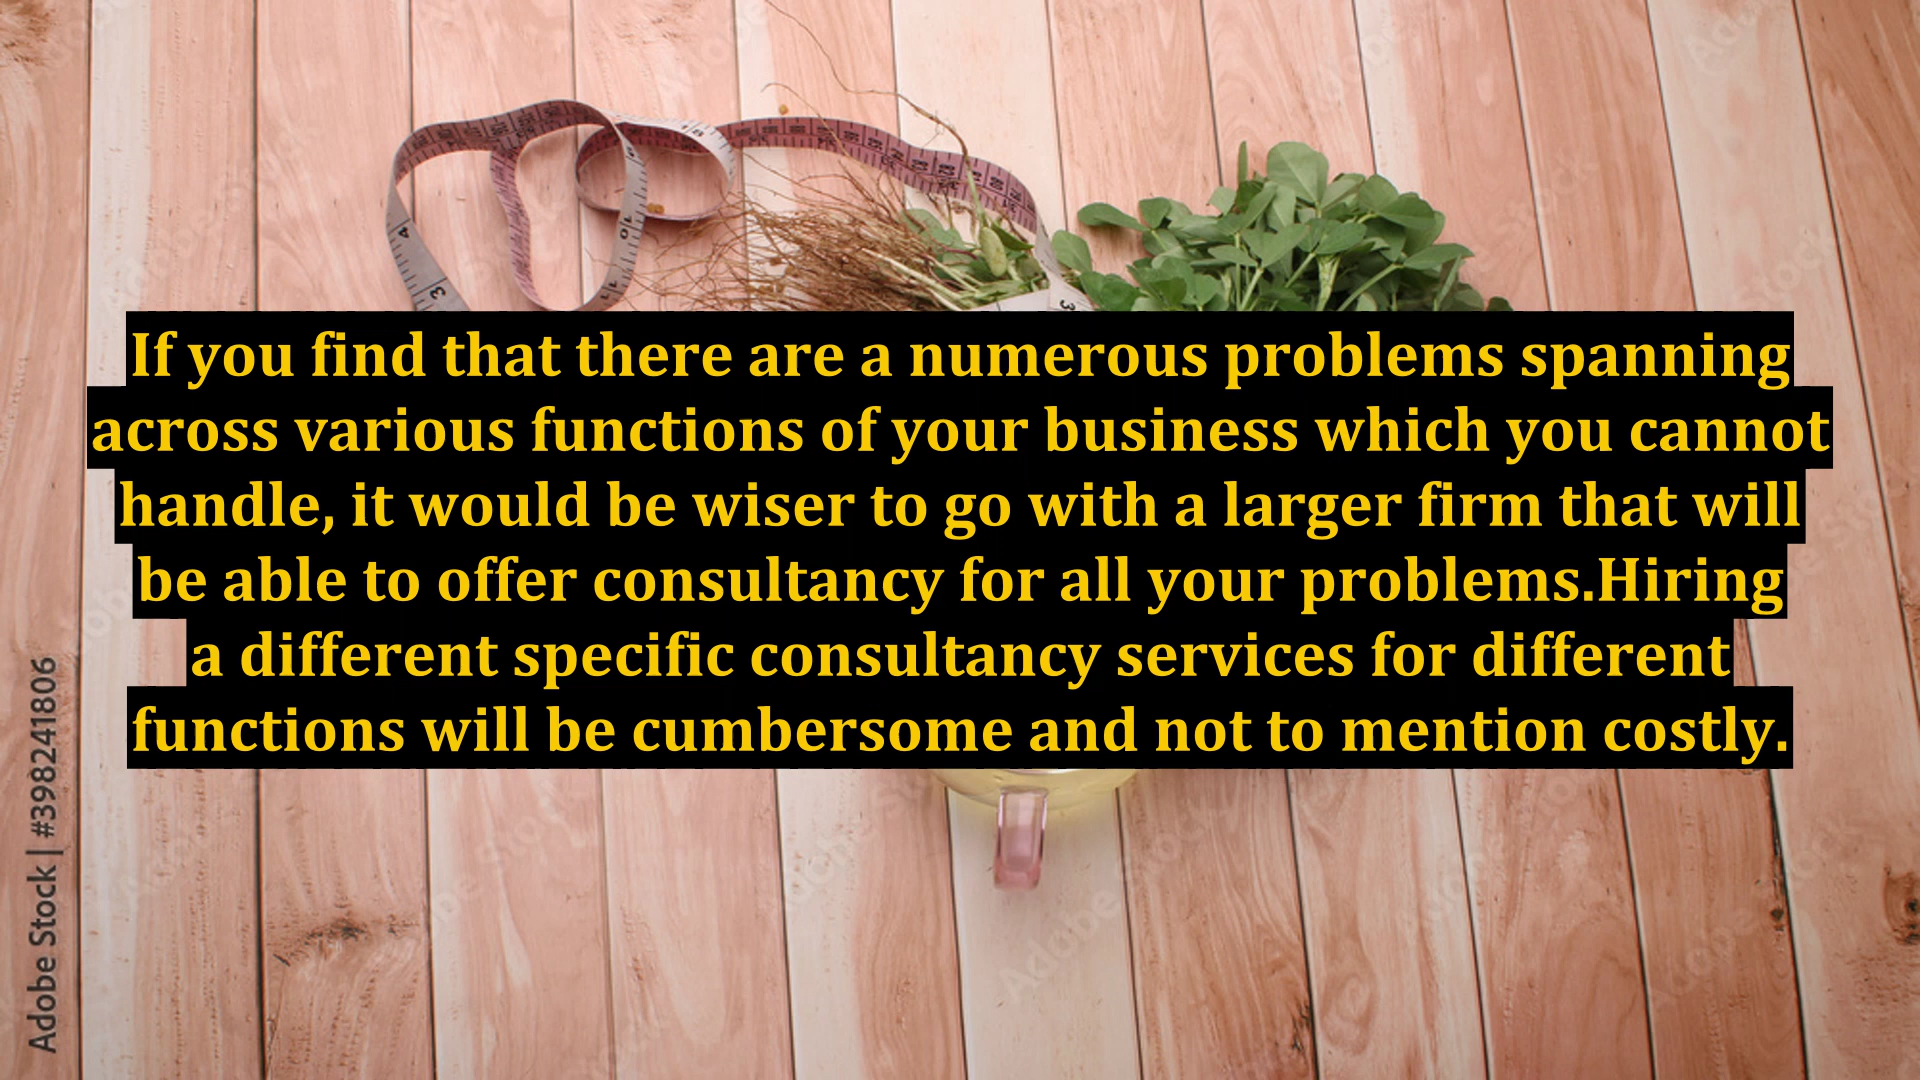 If you find that there are a numerous problems spanning
across various functions of your business which you cannot
handle, it would be wiser to go with a larger firm that will
be able to offer consultancy for all your problems.Hiring
a different specific consultancy services for different
functions will be cumbersome and not to mention costly.
Adobe Stock | #398241806